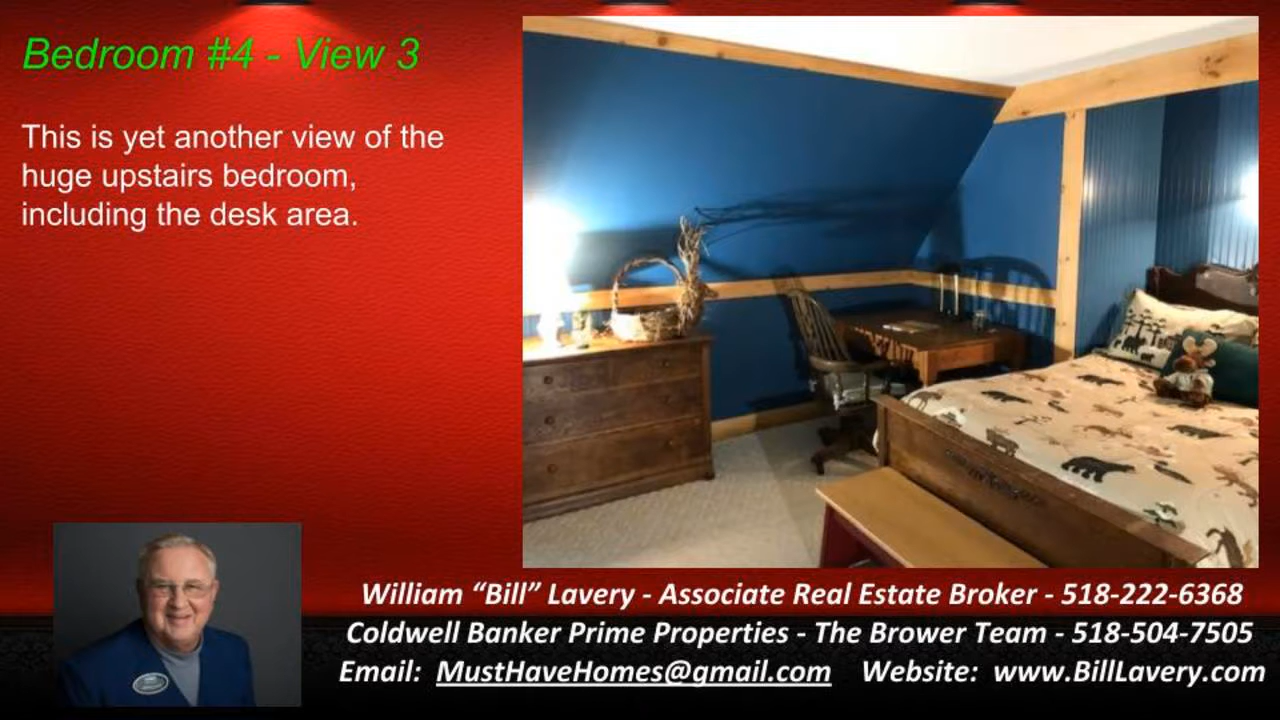 Bedroom #4 - View 3
This is yet another view of the
huge upstairs bedroom,
including the desk area.
William “Bill” Lavery - Associate Real Estate Broker - 518-222-6368
Coldwell Banker Prime Properties - The Brower Team - 518-504-7505
Email:  MustHaveHomes@gmail.com    Website:  www.BillLavery.com